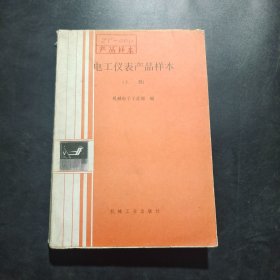 产品样本
电工仪表产品样本
(上册)
机械电子工业部 编
机械工业出版社